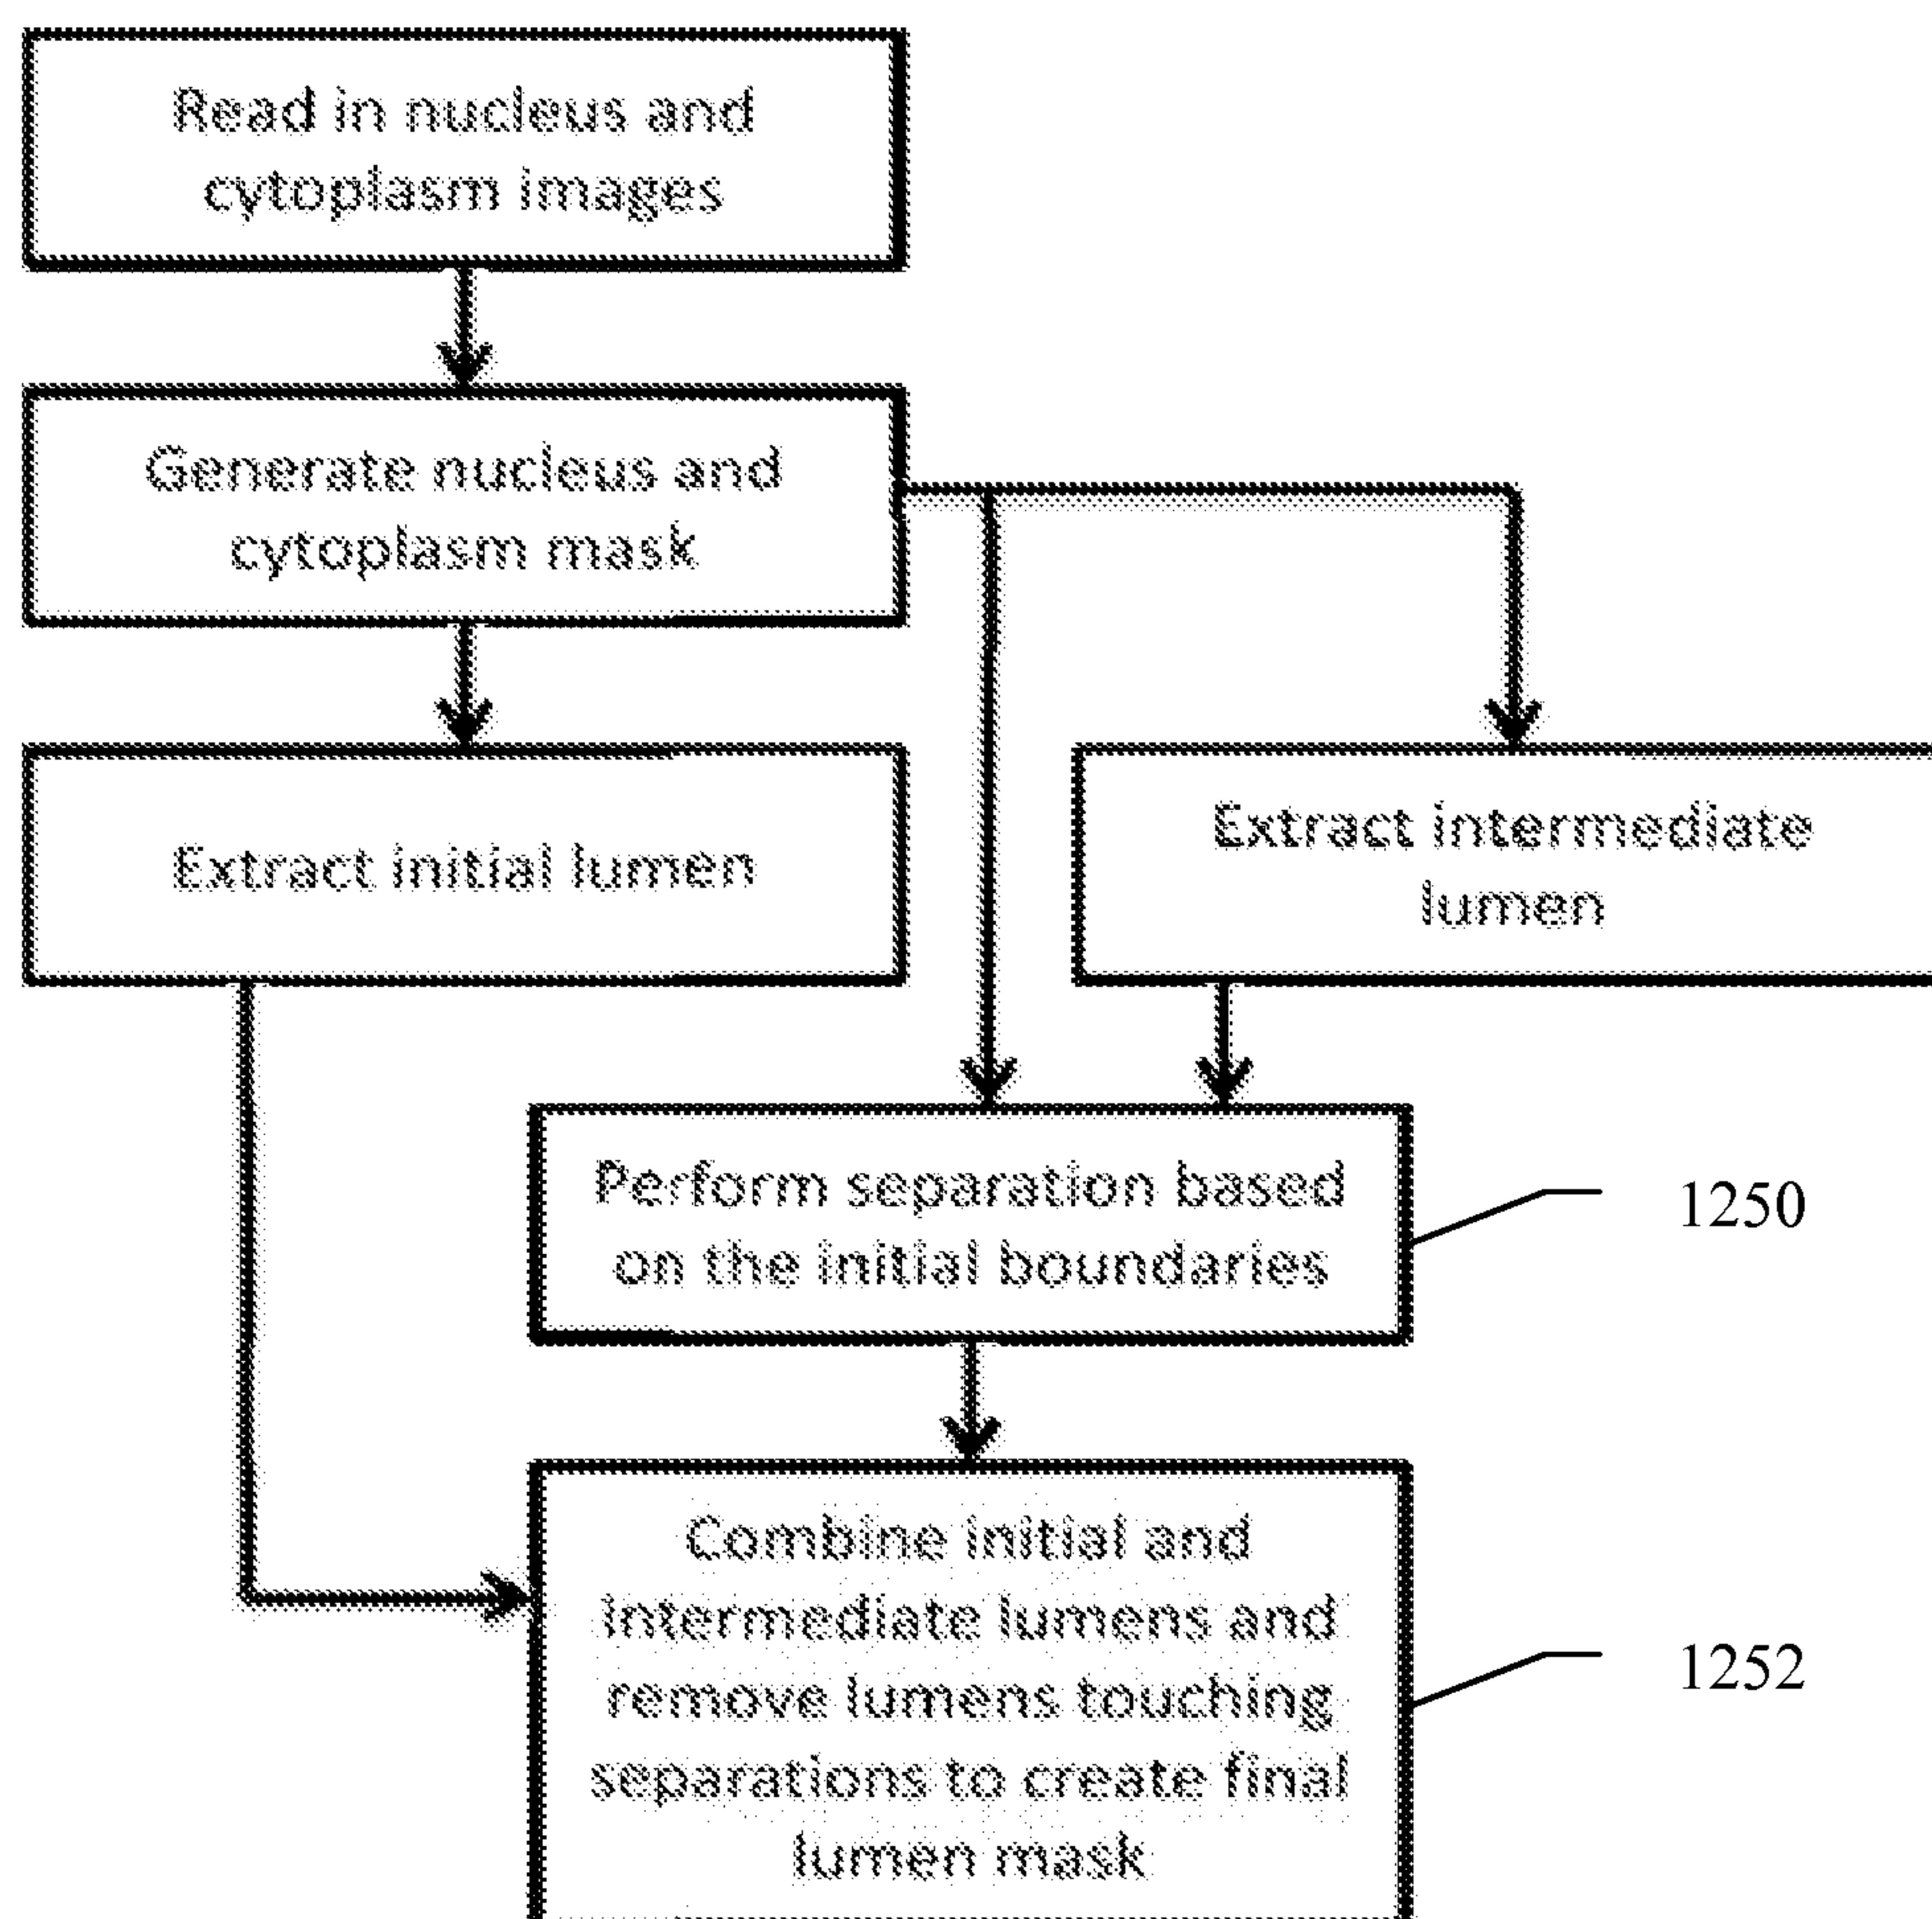 Read in nucleus and
cytoplasm images
Generate nucleus and
cytoplasm mask
Extract initial lumen
Extract intermediate
lumen
Perform separation based
on the initial boundaries
1250
Combine initial and
intermediate lumens and
remove lumens touching
separations to create final
lumen mask
1252